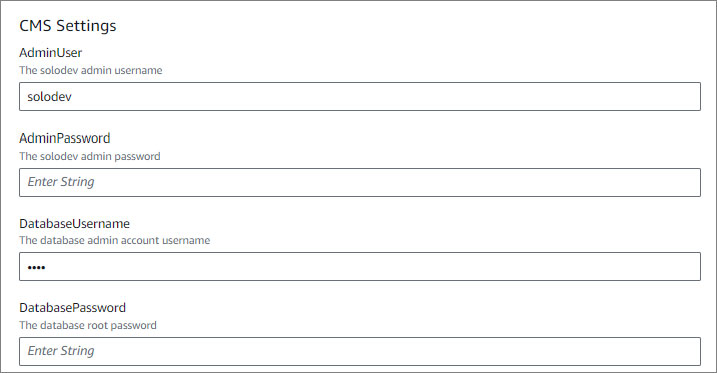 CMS Settings
AdminUser
The solodev admin username
solodev
AdminPassword
The solodev admin password
Enter String
DatabaseUsername
The database admin account username
••••
DatabasePassword
The database root password
Enter String